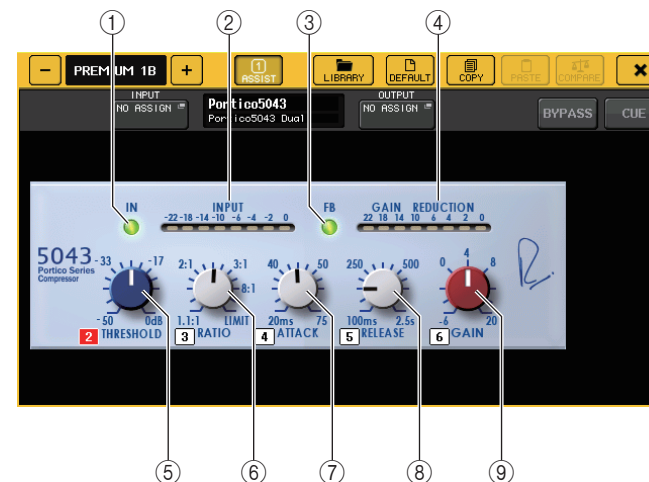 ① ② ③ ④
− PREMIUM 1B + 1 ASSIST LIBRARY DEFAULT COPY PASTE COMPARE ×
INPUT OUTPUT
NO ASSIGN Portico5043 NO ASSIGN
Portico5043 Dual BYPASS CUE
IN INPUT FB GAIN REDUCTION
-22 -18 -14 -10 -6 -4 -2 0 22 18 14 10 6 4 2 0
5043
Portico Series
Compressor
-33 -17 2:1 3:1 40 50 250 500 0 4 8
8:1
-50 0dB 1.1:1 LIMIT 20ms 75 100ms 2.5s -6 20
2 THRESHOLD 3 RATIO 4 ATTACK 5 RELEASE 6 GAIN
⑤ ⑥ ⑦ ⑧ ⑨